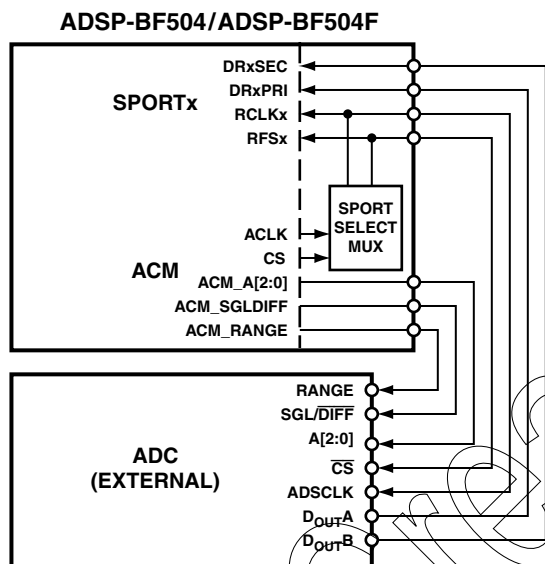 ADSP-BF504/ADSP-BF504F
DRxSEC
DRxPRI
SPORTx
RCLKx
RFSx
SPORT
SELECT
MUX
ACLK
CS
ACM
ACM_A[2:0]
ACM_SGLDIFF
ACM_RANGE
RANGE
SGL/DIFF
A[2:0]
ADC
(EXTERNAL)
CS
ADSCLK
DOUTA
DOUTB